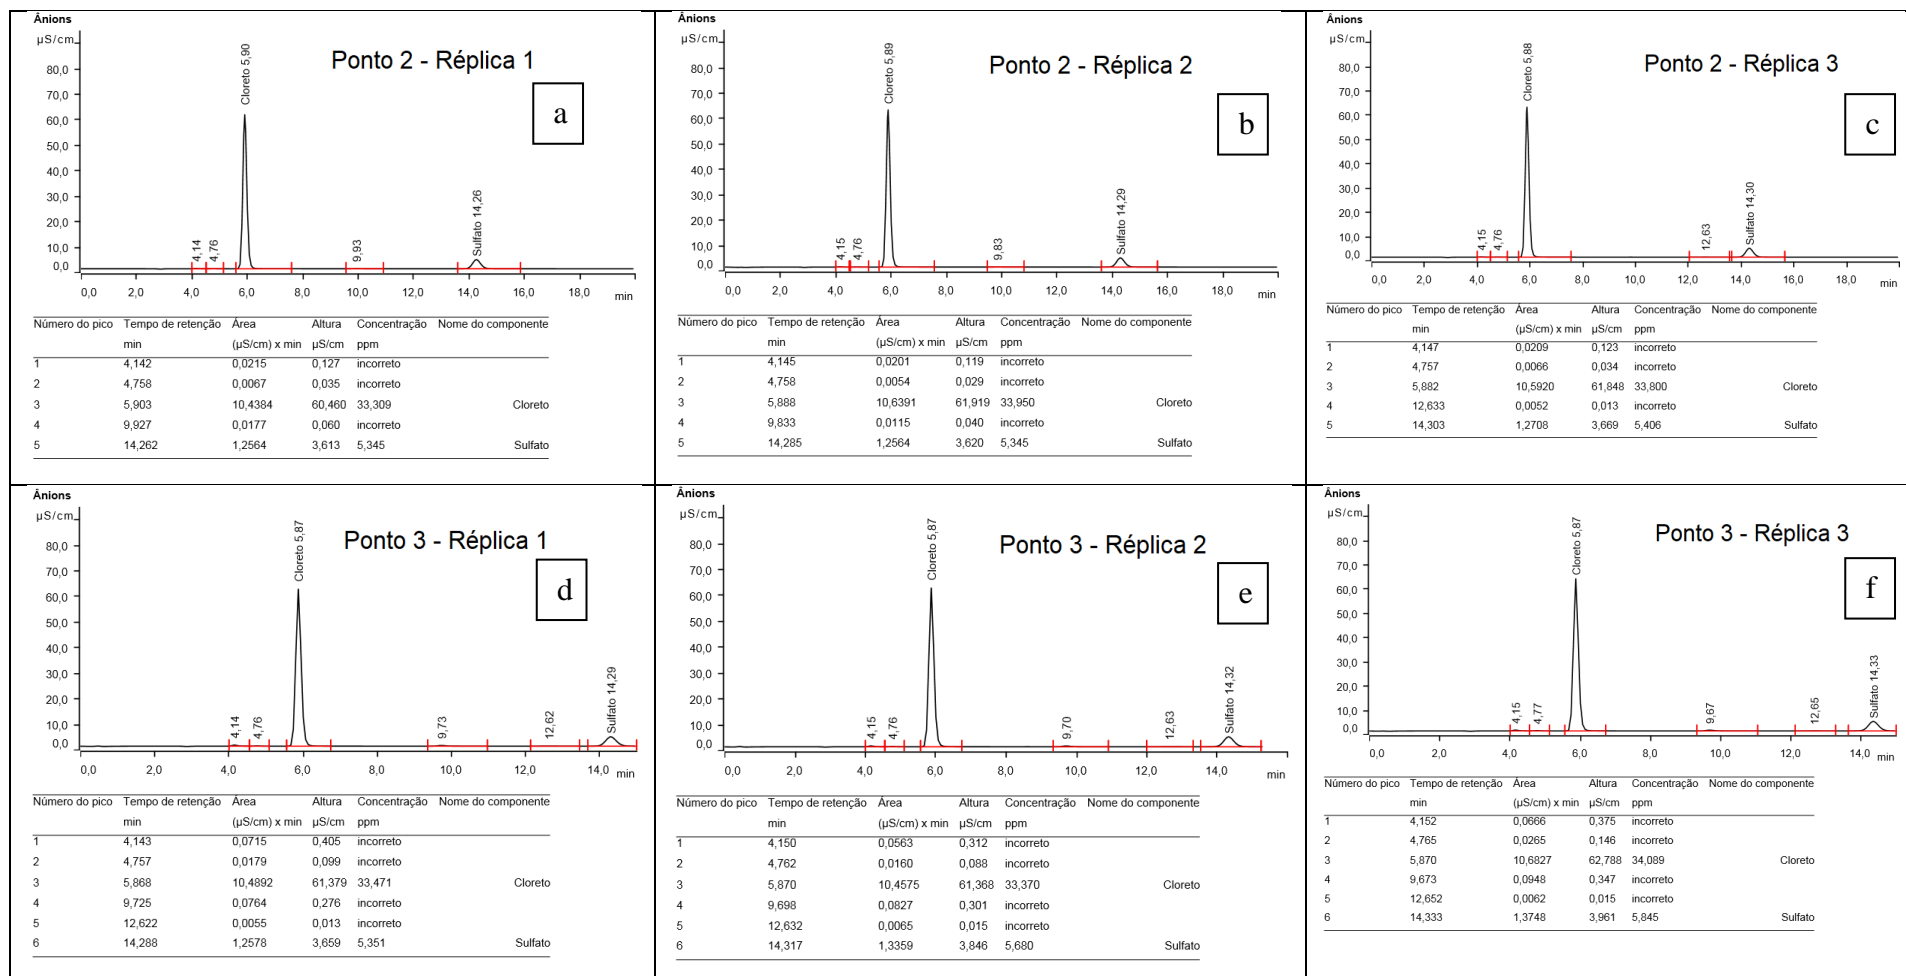 Ânions
µS/cm
Ponto 2 - Réplica 1
a
80,0
70,0
60,0
50,0
40,0
30,0
20,0
10,0
0,0
4,14
4,76
Cloreto 5,90
9,93
Sulfato 14,26
0,0 2,0 4,0 6,0 8,0 10,0 12,0 14,0 16,0 18,0 min
Número do pico Tempo de retenção Área Altura Concentração Nome do componente
min (µS/cm) x min µS/cm ppm
1 4,142 0,0215 0,127 incorreto
2 4,758 0,0067 0,035 incorreto
3 5,903 10,4384 60,460 33,309 Cloreto
4 9,927 0,0177 0,060 incorreto
5 14,262 1,2564 3,613 5,345 Sulfato
Ânions
µS/cm
Ponto 2 - Réplica 2
b
80,0
70,0
60,0
50,0
40,0
30,0
20,0
10,0
0,0
4,15
4,76
Cloreto 5,89
9,83
Sulfato 14,29
0,0 2,0 4,0 6,0 8,0 10,0 12,0 14,0 16,0 18,0 min
Número do pico Tempo de retenção Área Altura Concentração Nome do componente
min (µS/cm) x min µS/cm ppm
1 4,145 0,0201 0,119 incorreto
2 4,758 0,0054 0,029 incorreto
3 5,888 10,6391 61,919 33,950 Cloreto
4 9,833 0,0115 0,040 incorreto
5 14,285 1,2564 3,620 5,345 Sulfato
Ânions
µS/cm
Ponto 2 - Réplica 3
c
80,0
70,0
60,0
50,0
40,0
30,0
20,0
10,0
0,0
4,15
4,76
Cloreto 5,88
12,63
Sulfato 14,30
0,0 2,0 4,0 6,0 8,0 10,0 12,0 14,0 16,0 18,0 min
Número do pico Tempo de retenção Área Altura Concentração Nome do componente
min (µS/cm) x min µS/cm ppm
1 4,147 0,0209 0,123 incorreto
2 4,757 0,0066 0,034 incorreto
3 5,882 10,5920 61,848 33,800 Cloreto
4 12,633 0,0052 0,013 incorreto
5 14,303 1,2708 3,669 5,406 Sulfato
Ânions
µS/cm
Ponto 3 - Réplica 1
d
80,0
70,0
60,0
50,0
40,0
30,0
20,0
10,0
0,0
4,14
4,76
Cloreto 5,87
9,73
12,62
Sulfato 14,29
0,0 2,0 4,0 6,0 8,0 10,0 12,0 14,0 min
Número do pico Tempo de retenção Área Altura Concentração Nome do componente
min (µS/cm) x min µS/cm ppm
1 4,143 0,0715 0,405 incorreto
2 4,757 0,0179 0,099 incorreto
3 5,868 10,4892 61,379 33,471 Cloreto
4 9,725 0,0764 0,276 incorreto
5 12,622 0,0055 0,013 incorreto
6 14,288 1,2578 3,659 5,351 Sulfato
Ânions
µS/cm
Ponto 3 - Réplica 2
e
80,0
70,0
60,0
50,0
40,0
30,0
20,0
10,0
0,0
4,15
4,76
Cloreto 5,87
9,70
12,63
Sulfato 14,32
0,0 2,0 4,0 6,0 8,0 10,0 12,0 14,0 min
Número do pico Tempo de retenção Área Altura Concentração Nome do componente
min (µS/cm) x min µS/cm ppm
1 4,150 0,0563 0,312 incorreto
2 4,762 0,0160 0,088 incorreto
3 5,870 10,4575 61,368 33,370 Cloreto
4 9,698 0,0827 0,301 incorreto
5 12,632 0,0065 0,015 incorreto
6 14,317 1,3359 3,846 5,680 Sulfato
Ânions
µS/cm
Ponto 3 - Réplica 3
f
80,0
70,0
60,0
50,0
40,0
30,0
20,0
10,0
0,0
4,15
4,77
Cloreto 5,87
9,67
12,65
Sulfato 14,33
2,0 4,0 6,0 8,0 10,0 12,0 14,0 min
Número do pico Tempo de retenção Área Altura Concentração Nome do componente
min (µS/cm) x min µS/cm ppm
1 4,152 0,0666 0,375 incorreto
2 4,765 0,0265 0,146 incorreto
3 5,870 10,6827 62,788 34,089 Cloreto
4 9,673 0,0948 0,347 incorreto
5 12,652 0,0062 0,015 incorreto
6 14,333 1,3748 3,961 5,845 Sulfato